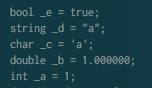 bool _e = true;
string _d = "a";
char _c = 'a';
double _b = 1.000000;
int _a = 1;